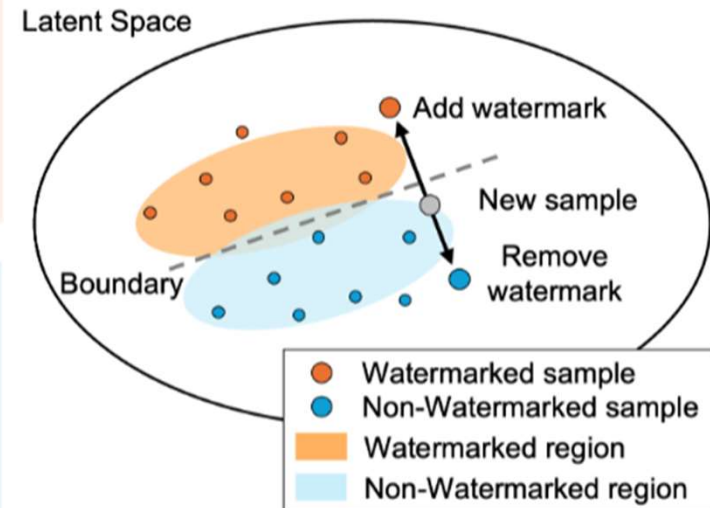 Latent Space
Add watermark
New sample
Remove
watermark
Boundary
Watermarked sample
Non-Watermarked sample
Watermarked region
Non-Watermarked region